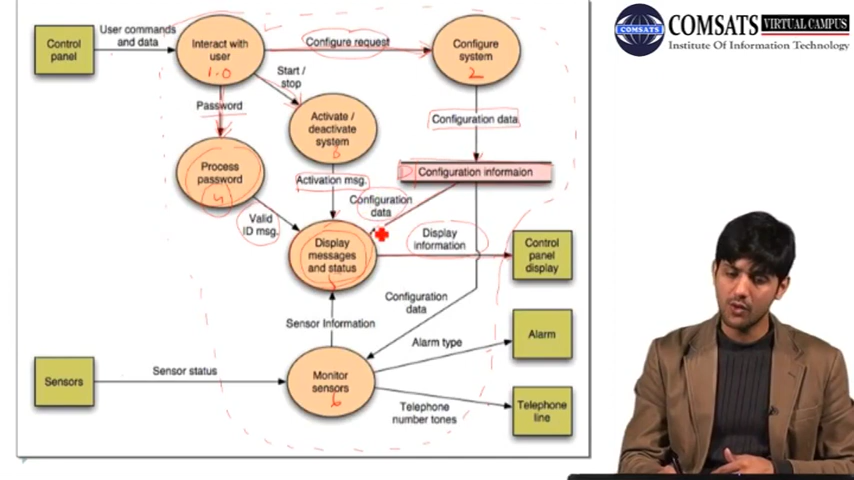 COMSATS VIRTUAL CAMPUS
Institute Of Information Technology
COMSATS
Control
panel
User commands
and data
Interact with
user
1.0
Configure request
Configure
system
2
Start /
stop
Password
Activate /
deactivate
system
Configuration data
Process
password
4
Activation msg.
D
Configuration informaion
Configuration
data
Valid
ID msg.
Display
messages
and status
Display
information
Control
panel
display
Configuration
data
Sensor Information
Alarm type
Alarm
Sensors
Sensor status
Monitor
sensors
6
Telephone
number tones
Telephone
line